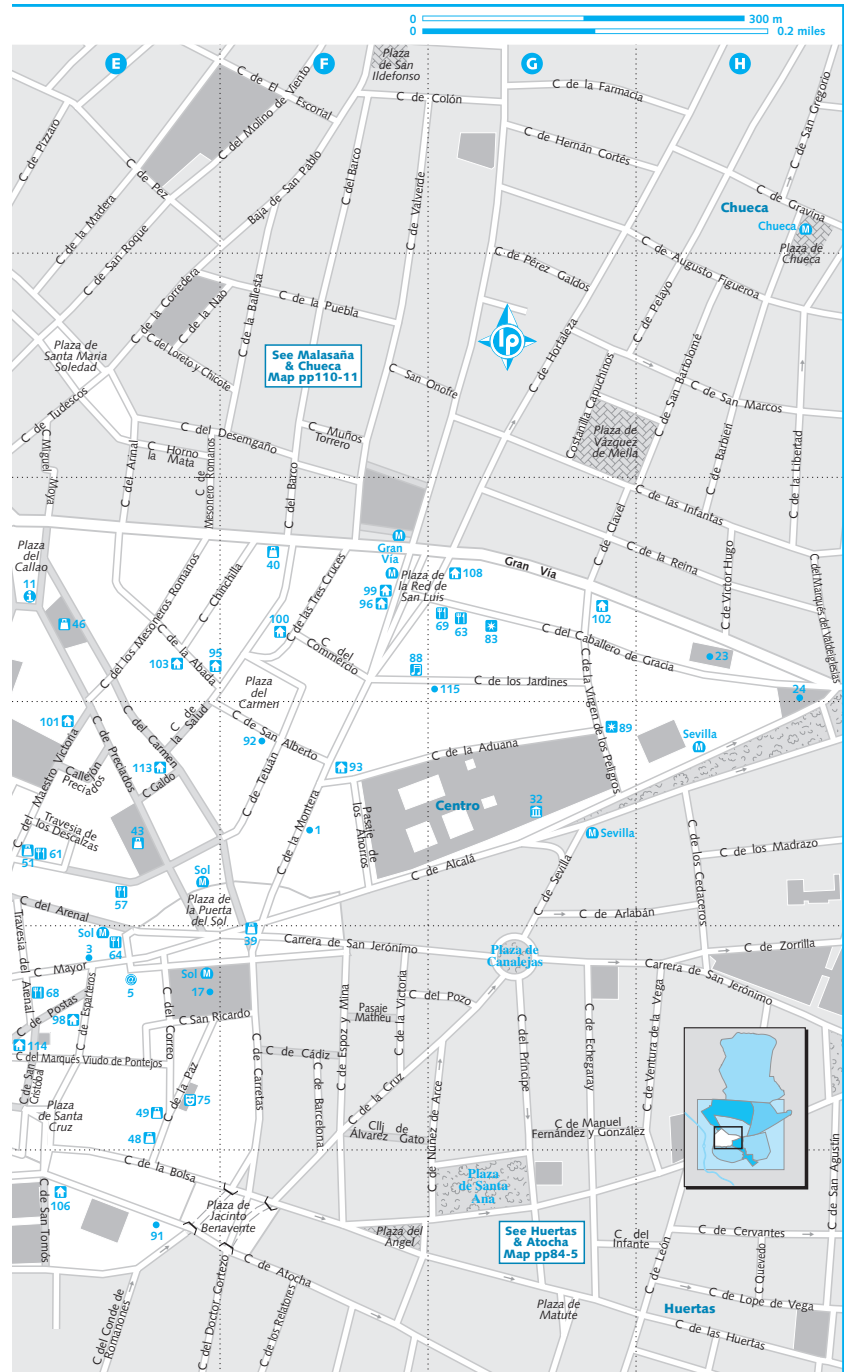 0 300 m
0 0.2 miles
E
F
G
H
Plaza
de San
Ildefonso
C de El Escorial
C del Molino de Viento
C de Colón
C de la Farmacia
C de San Gregorio
C de Pizzaro
C de Pez
C de la Madera
C de San Roque
Baja de San Pablo
C del Barco
C de Valverde
C de Hernán Cortés
C de Gravina
Chueca
Chueca M
Plaza de
Chueca
C de Augusto Figueroa
C de Pérez Galdos
C de Pelayo
C de la Corredera
C de la Nao
C de la Ballesta
C de la Puebla
C del Loreto y Chicote
Plaza de
Santa Maria
Soledad
lp
See Malasaña
& Chueca
Map pp110-11
C San Onofre
C de Hortaleza
Costanilla Capuchinos
C de San Bartolomé
C de San Marcos
Plaza de
Vázquez
de Mella
C de Barbieri
C de la Libertad
C de Tudescos
C Miguel Moya
C del Arinal
C del Desemgaño
C Horno
la Mata
C de
Mesonero Romanos
C de Muños
Torrero
C del Barco
C de las Infantas
C de Clavel
C de la Reina
C de Victor Hugo
C del Marqués del Valdeiglesias
Plaza
del
Callao
11
i
46
40
M
Gran
Via
M
Gran Via
Plaza de
la Red de
San Luis
108
99
96
100
C de los Mesoneros Romanos
C Chinchilla
C de las Tres Cruces
C del
Commercio
C de la Abada
103
95
69
63
83
102
C del Caballero de Gracia
23
24
88
115
C de los Jardines
C de la Virgen de los Peligros
89
Sevilla
M
Plaza
del
Carmen
C de
la Salud
C de San Alberto
92
101
C del Maestro Victoria
C de Preciados
C del Carmen
Callejón
Preciados
113
C Galdo
C de Tetuán
93
C de la Aduana
Centro
32
M Sevilla
C de la Montera
1
Pasaje de
los Ahorros
Travesia de
los Descalzas
43
51
61
57
Sol
M
Plaza de
la Puerta
del Sol
C de Alcalá
C de Sevilla
C de los Cedaceros
C de los Madrazo
C de Arlabán
C de Zorrilla
C del Arenal
Sol M
3
64
39
Carrera de San Jerónimo
Plaza de
Canalejas
Carrera de San Jerónimo
Travesia del Arenal
C Mayor
68
C de Postas
C de Esparteros
98
@
5
Sol M
17
C del Correo
C San Ricardo
C de Carretas
C de Espoz y Mina
Pasaje
Matheu
C de la Victoria
C del Pozo
C de Cádiz
C de Barcelona
C de la Cruz
Cllj de
Álvarez Gato
C de Núñez de Arce
C del Príncipe
C de Echegaray
C de Ventura de la Vega
C de Manuel
Fernández y González
114
C del Marqués Viudo de Pontejos
C de San
Cristóbal
Plaza
de Santa
Cruz
C de la Paz
75
49
48
C de la Bolsa
106
C de San Tomós
91
Plaza de
Jacinto
Benavente
Plaza
de Santa
Ana
Plaza del
Ángel
See Huertas
& Atocha
Map pp84-5
C del
Infante
C de León
C de Cervantes
C Quevedo
C de San Agustín
C de Lope de Vega
Huertas
C de las Huertas
Plaza de
Matute
C de Atocha
C del Doctor Cortezo
C de los Relatores
C del Conde de
Romanones